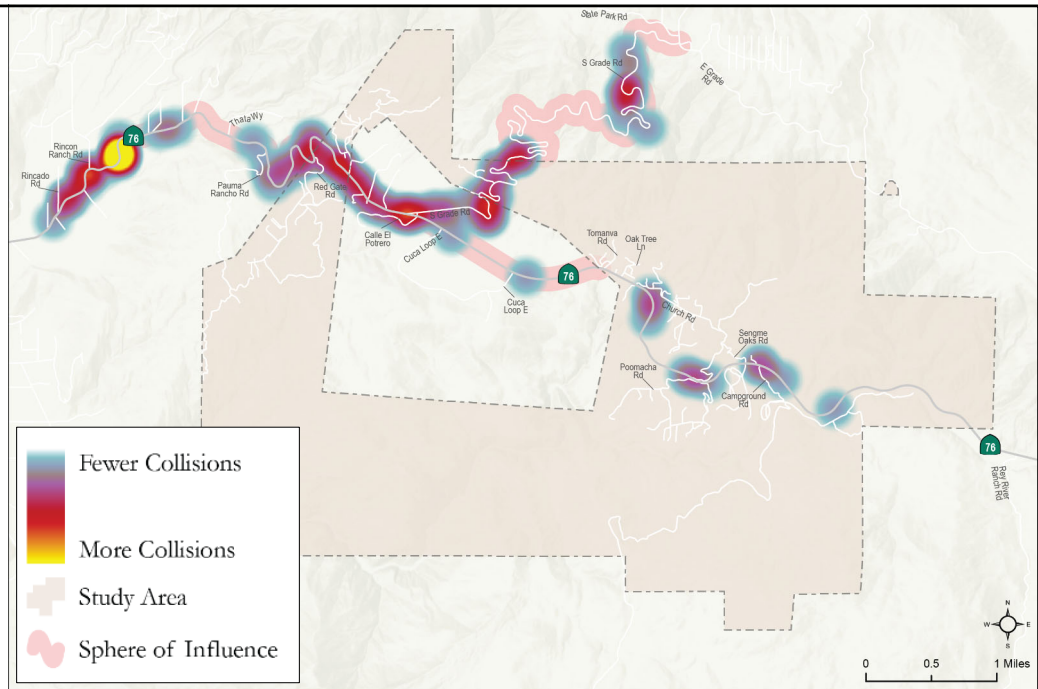 State Park Rd
S Grade Rd
E Grade
Rd
76
Thala Wy
Rincon
Ranch Rd
Rincado
Rd
Pauma
Rancho Rd
Red Gate
Rd
S Grade Rd
Calle El
Potrero
Cuca Loop E
Tomanva
Rd
Oak Tree
Ln
76
Cuca
Loop E
Church Rd
Sengme
Oaks Rd
Poomacha
Rd
Campground
Rd
76
Rey River
Ranch Rd
Fewer Collisions
More Collisions
Study Area
Sphere of Influence
N
W
E
S
0
0.5
1 Miles